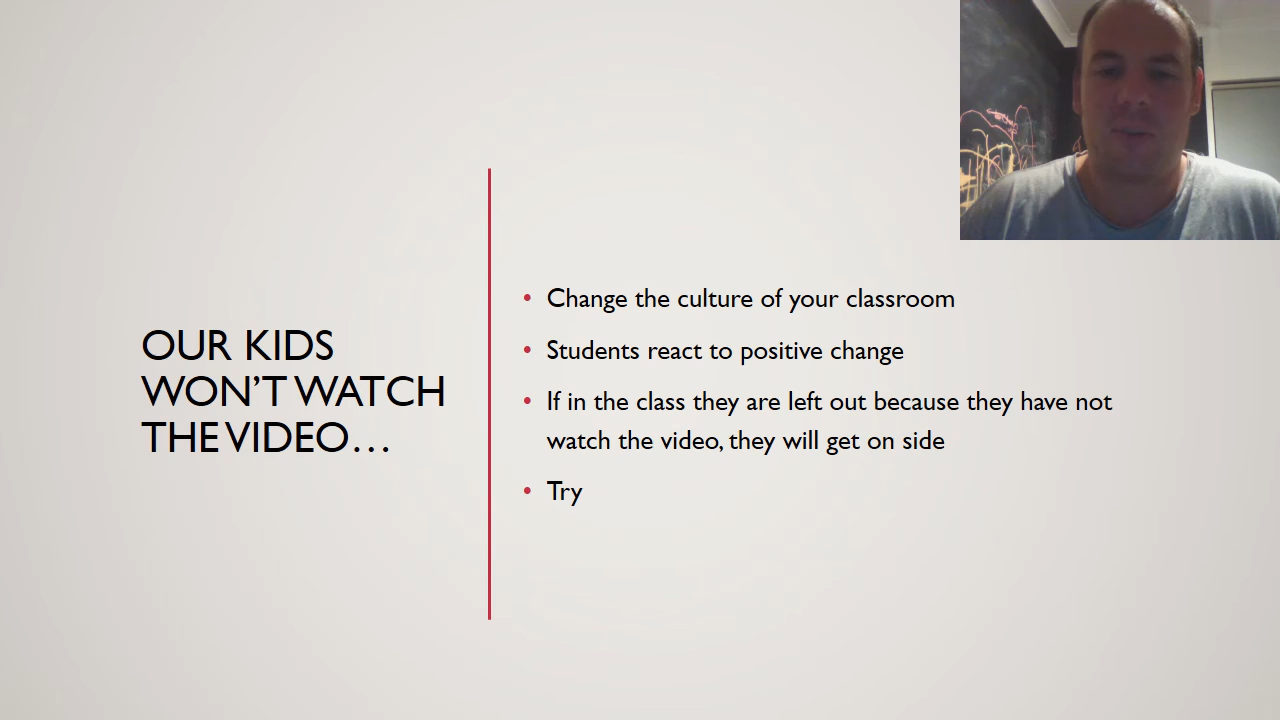 OUR KIDS
WON'T WATCH
THE VIDEO…
• Change the culture of your classroom
• Students react to positive change
• If in the class they are left out because they have not
watch the video, they will get on side
• Try